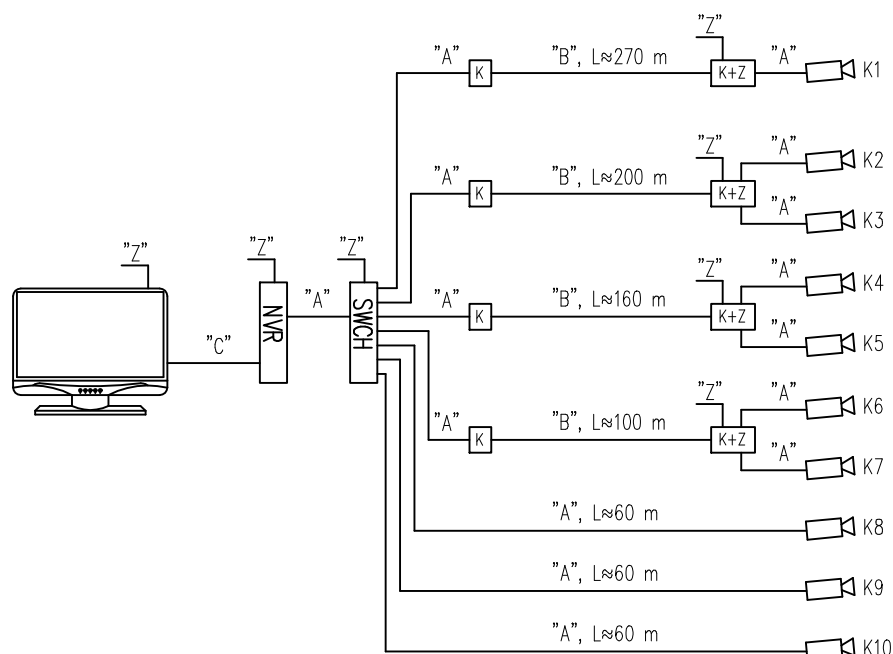 "Z"
"A" "B", L≈270 m "A"
K K+Z K1
"Z" "A" K2
"A" "B", L≈200 m
K K+Z
"A" K3
"Z" "Z" "Z"
"Z" "A" K4
"A" "A" "B", L≈160 m
NVR SWCH K K+Z
"C" "A" K5
"Z" "A" K6
"A" "B", L≈100 m
K K+Z
"A" K7
"A", L≈60 m
K8
"A", L≈60 m
K9
"A", L≈60 m
K10